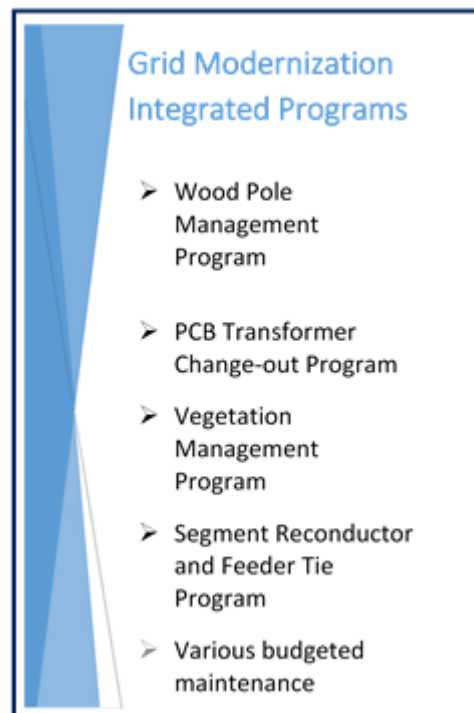 Grid Modernization
Integrated Programs
➢ Wood Pole
Management
Program
➢ PCB Transformer
Change-out Program
➢ Vegetation
Management
Program
➢ Segment Reconductor
and Feeder Tie
Program
➢ Various budgeted
maintenance